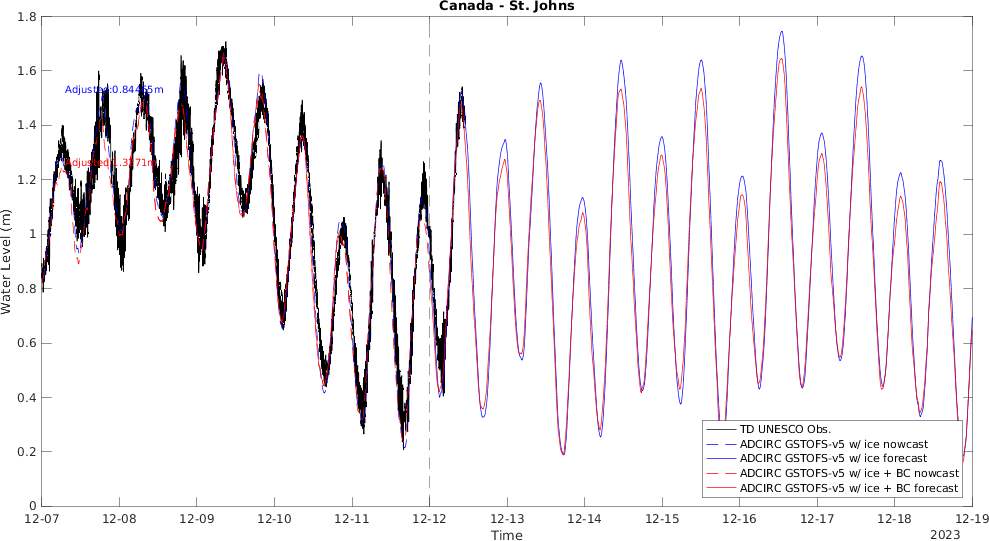 Canada - St. Johns
Water Level (m)
1.8
1.6
1.4
1.2
1
0.8
0.6
0.4
0.2
0
Adjusted:0.84465m
TD UNESCO Obs.
ADCIRC GSTOFS-v5 w/ ice nowcast
ADCIRC GSTOFS-v5 w/ ice forecast
ADCIRC GSTOFS-v5 w/ ice + BC nowcast
ADCIRC GSTOFS-v5 w/ ice + BC forecast
12-07 12-08 12-09 12-10 12-11 12-12 12-13 12-14 12-15 12-16 12-17 12-18 12-19
Time
2023